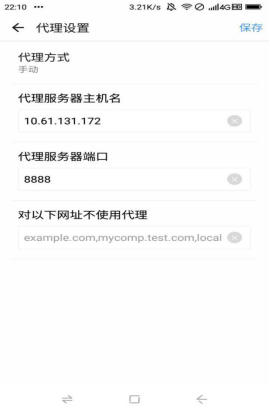 22:10 ... 3.21K/s 4G HD
代理设置 保存
代理方式
手动
代理服务器主机名
10.61.131.172
代理服务器端口
8888
对以下网址不使用代理
example.com,mycomp.test.com,local